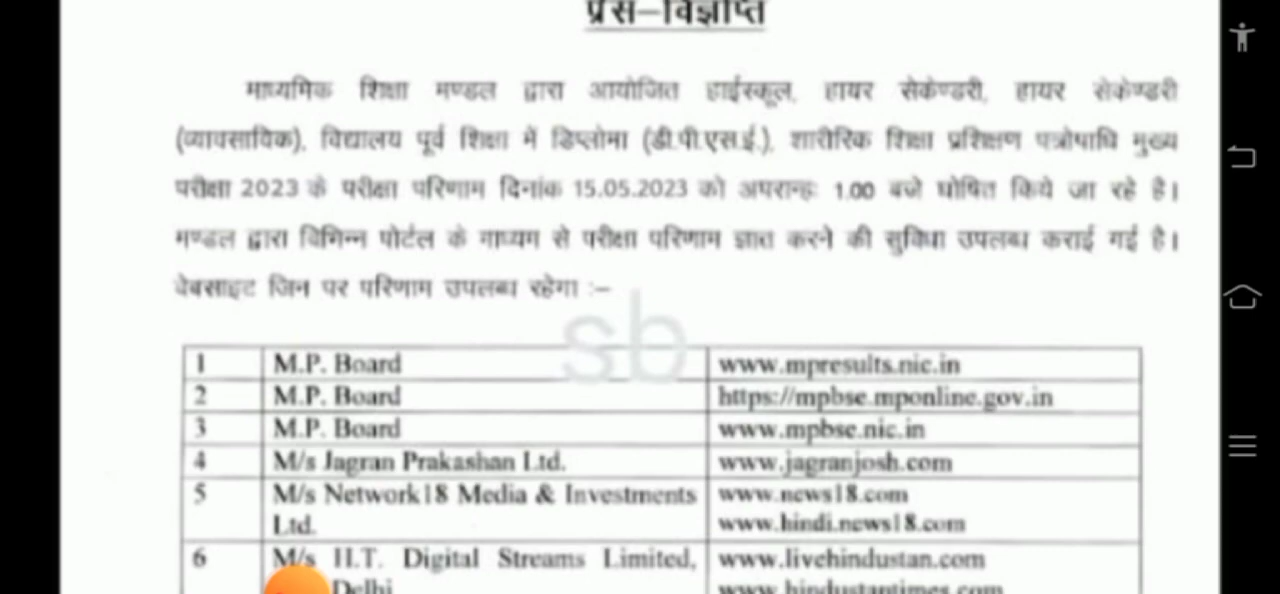 प्रेस–विज्ञप्ति
माध्यमिक शिक्षा मण्डल द्वारा आयोजित हाईस्कूल, हायर सेकेण्डरी, हायर सेकेण्डरी
(व्यावसायिक), विद्यालय पूर्व शिक्षा में डिप्लोमा (डी.पी.एस.ई.), शारीरिक शिक्षा प्रशिक्षण पत्रोपाधि मुख्य
परीक्षा 2023 के परीक्षा परिणाम दिनांक 15.05.2023 को अपरान्हः 1.00 बजे घोषित किये जा रहे है।
मण्डल द्वारा विभिन्न पोर्टल के माध्यम से परीक्षा परिणाम ज्ञात करने की सुविधा उपलब्ध कराई गई है।
वेबसाइट जिन पर परिणाम उपलब्ध रहेगा :–
sb
1 M.P. Board www.mpresults.nic.in
2 M.P. Board https://mpbse.mponline.gov.in
3 M.P. Board www.mpbse.nic.in
4 M/s Jagran Prakashan Ltd. www.jagranjosh.com
5 M/s Network18 Media & Investments www.news18.com
Ltd. www.hindi.news18.com
6 M/s H.T. Digital Streams Limited, www.livehindustan.com
Delhi www.hindustantimes.com